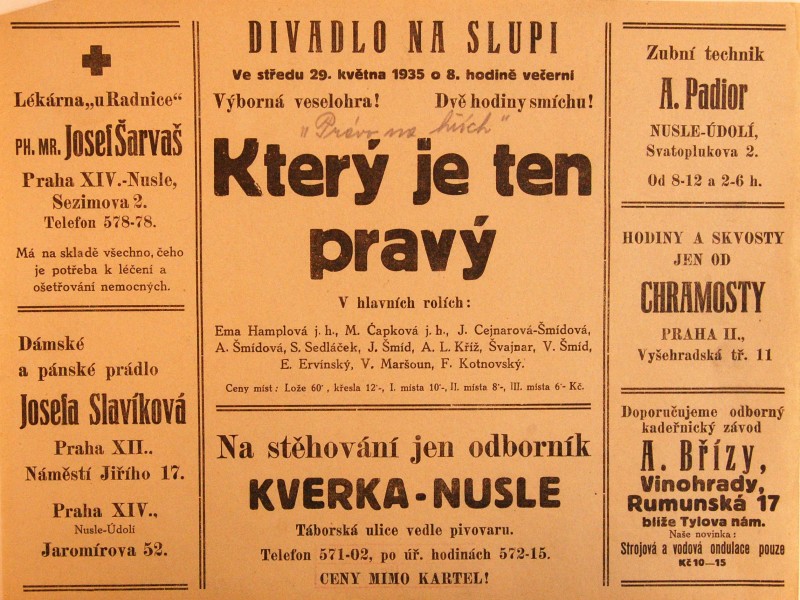 Lékárna „u Radnice"
PH. MR. Josef Šarvaš
Praha XIV.-Nusle,
Sezimova 2.
Telefon 578-78.
Má na skladě všechno, čeho
je potřeba k léčení a
ošetřování nemocných.
Dámské
a pánské prádlo
Josefa Slavíková
Praha XII..
Náměstí Jiřího 17.
Praha XIV.,
Nusle-Údolí
Jaromírova 52.
DIVADLO NA SLUPI
Ve středu 29. května 1935 o 8. hodině večerní
Výborná veselohra! Dvě hodiny smíchu!
„Právo na hřích"
Který je ten
pravý
V hlavních rolích:
Ema Hamplová j. h., M. Čapková j. h., J. Cejnarová-Šmídová,
A. Šmídová, S. Sedláček, J. Šmíd, A. L. Kříž, Švajnar, V. Šmíd,
E. Ervínský, V. Maršoun, F. Kotnovský.
Ceny míst: Lože 60˙, křesla 12˙-, I. místa 10˙-, II. místa 8˙-, III. místa 6˙- Kč.
Na stěhování jen odborník
KVERKA-NUSLE
Táborská ulice vedle pivovaru.
Telefon 571-02, po úř. hodinách 572-15.
CENY MIMO KARTEL!
Zubní technik
A. Padior
NUSLE-ÚDOLÍ,
Svatoplukova 2.
Od 8-12 a 2-6 h.
HODINY A SKVOSTY
JEN OD
CHRAMOSTY
PRAHA II.,
Vyšehradská tř. 11
Doporučujeme odborný
kadeřnický závod
A. Břízy,
Vinohrady,
Rumunská 17
blíže Tylova nám.
Naše novinka:
Strojová a vodová ondulace pouze
Kč 10—15